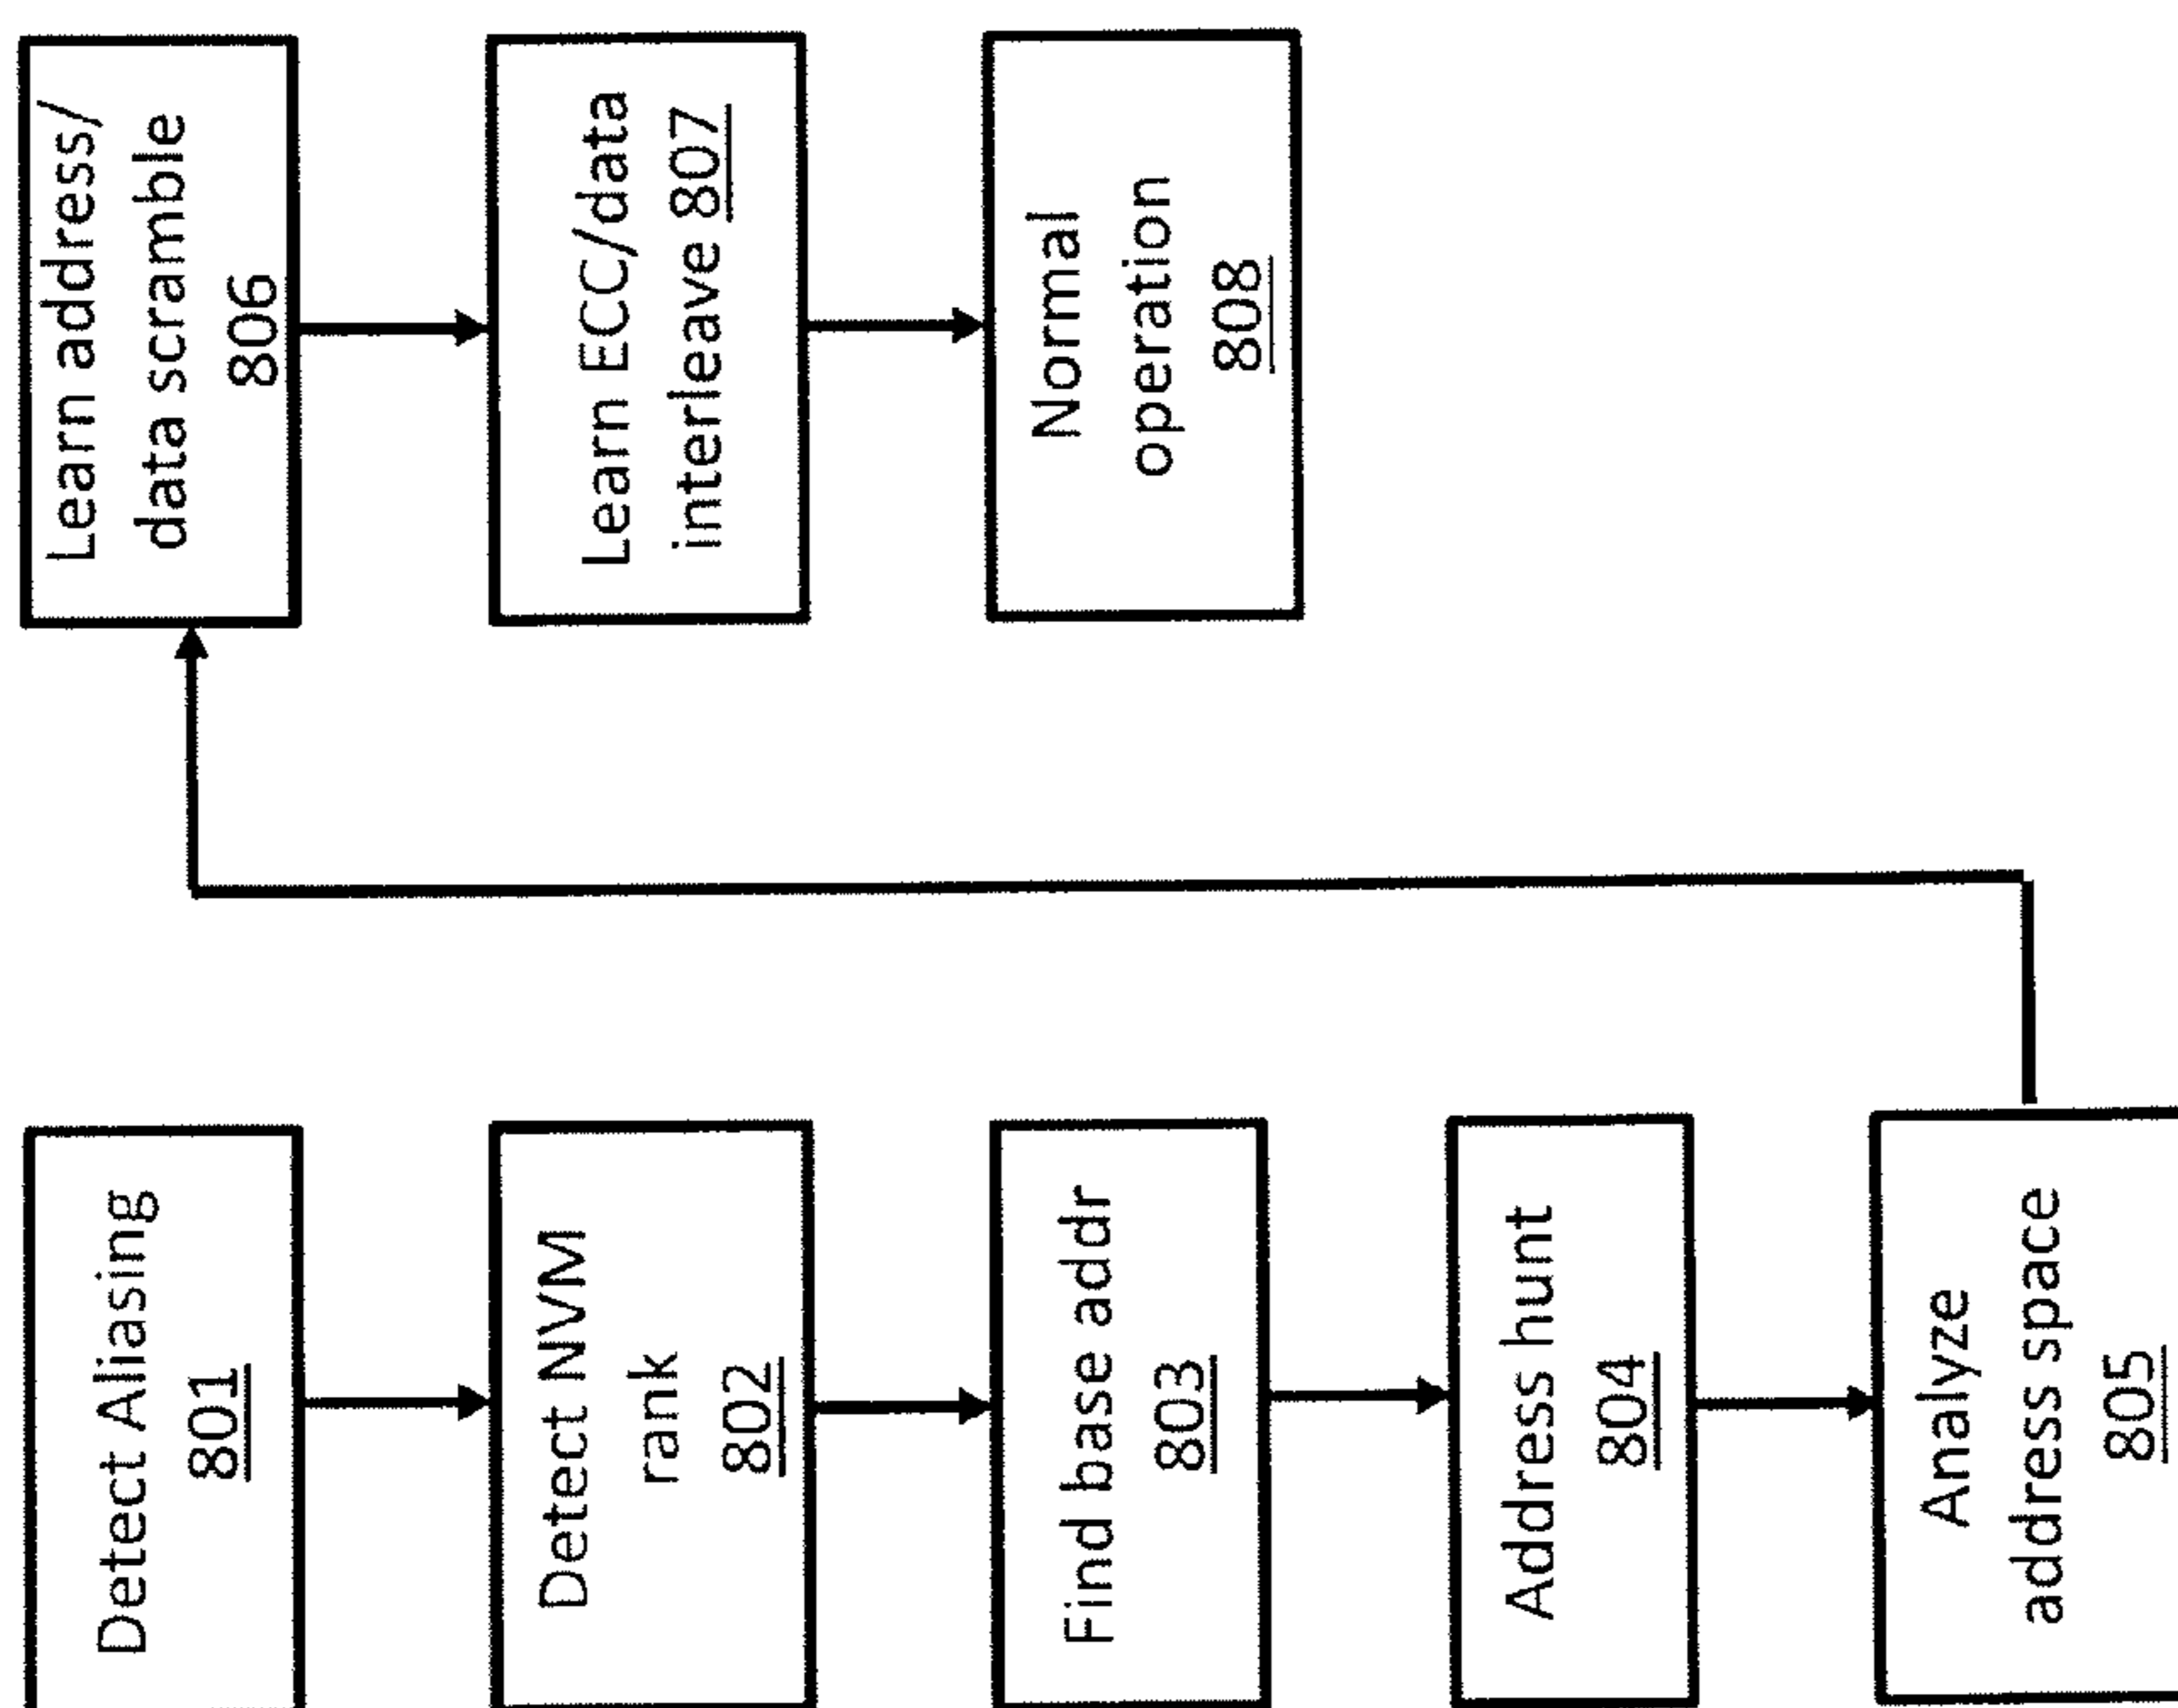 Detect Aliasing
801
Detect NVM
rank
802
Find base addr
803
Address hunt
804
Analyze
address space
805
Learn address/
data scramble
806
Learn ECC/data
interleave 807
Normal
operation
808